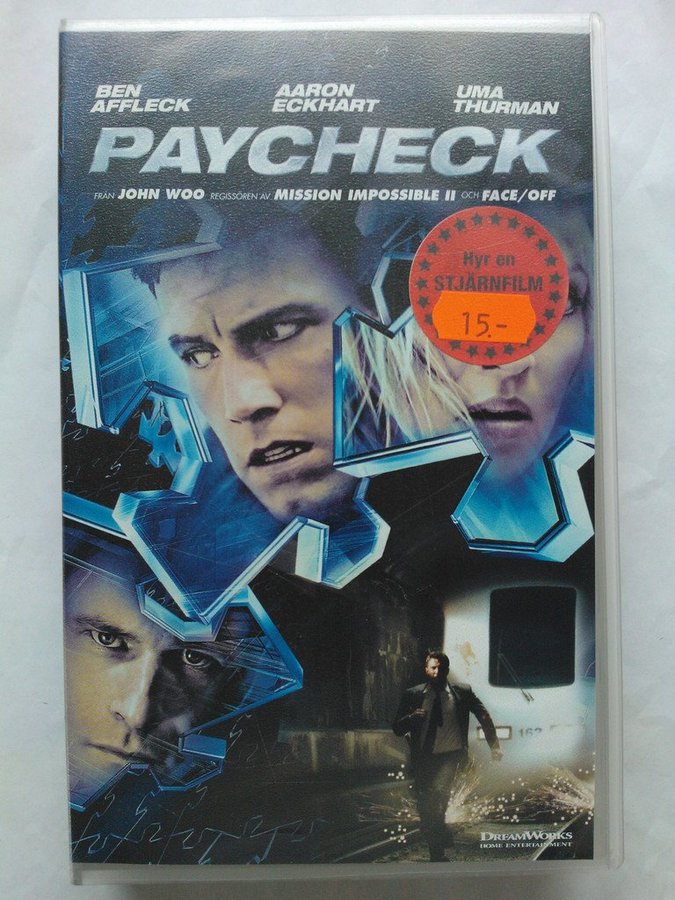 BEN AFFLECK
AARON ECKHART
UMA THURMAN
PAYCHECK
FRÅN JOHN WOO REGISSÖREN AV MISSION IMPOSSIBLE II OCH FACE/OFF
Hyr en
STJÄRNFILM
15.-
162
DREAMWORKS
HOME ENTERTAINMENT